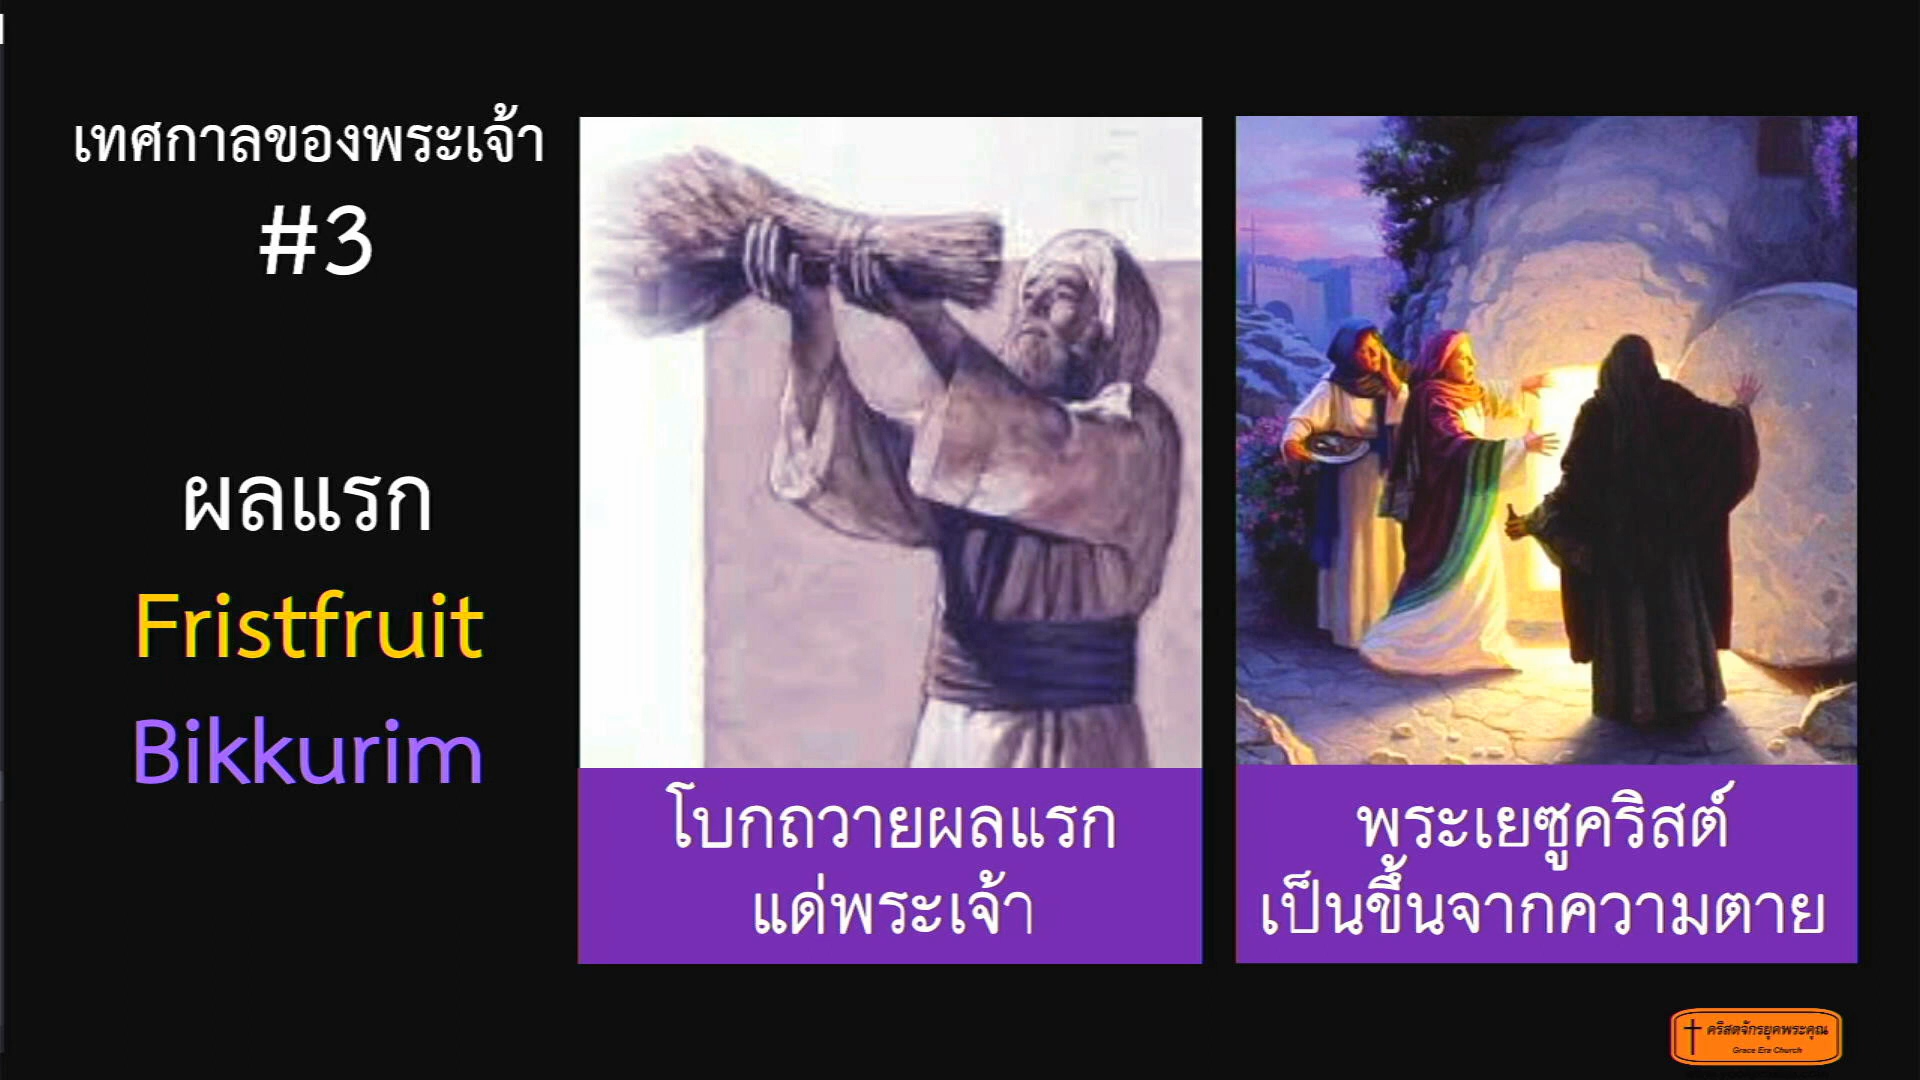 เทศกาลของพระเจ้า
#3
ผลแรก
Fristfruit
Bikkurim
โบกถวายผลแรก
แด่พระเจ้า
พระเยซูคริสต์
เป็นขึ้นจากความตาย
คริสตจักรยุคพระคุณ
Grace Era Church